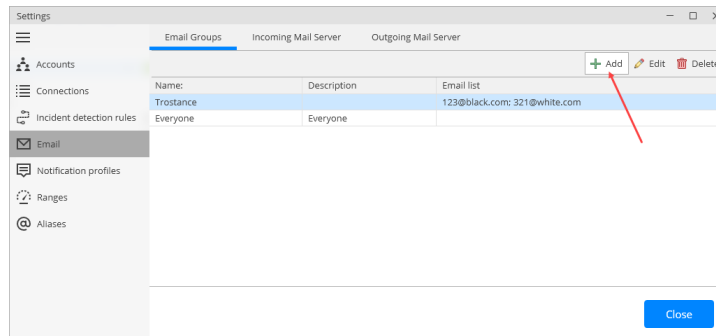 Settings
Email Groups Incoming Mail Server Outgoing Mail Server
Add Edit Delete
Accounts
Connections
Incident detection rules
Email
Notification profiles
Ranges
Aliases
Name: Description Email list
Trostance 123@black.com; 321@white.com
Everyone Everyone
Close